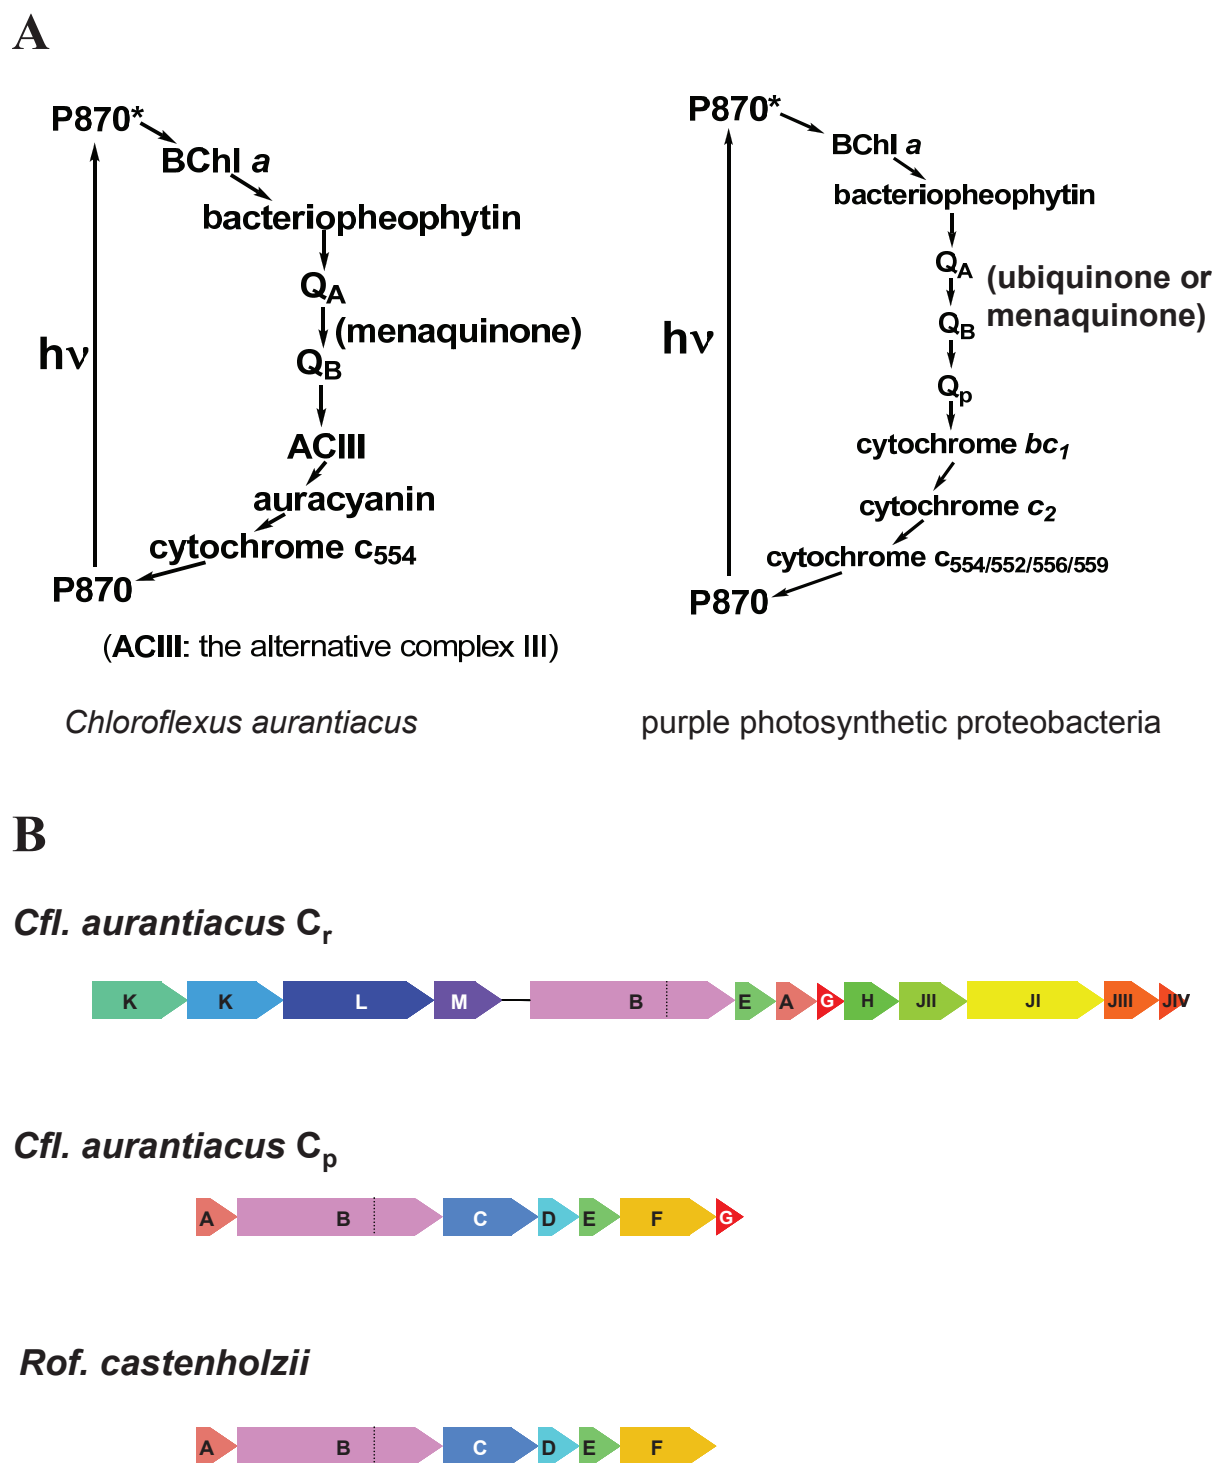 A
P870*
BChl a
bacteriopheophytin
QA
(menaquinone)
hν
QB
ACIII
auracyanin
cytochrome c554
P870
(ACIII: the alternative complex III)
Chloroflexus aurantiacus
P870*
BChl a
bacteriopheophytin
QA
(ubiquinone or
menaquinone)
QB
hν
Qp
cytochrome bc1
cytochrome c2
cytochrome c554/552/556/559
P870
purple photosynthetic proteobacteria
B
Cfl. aurantiacus Cr
K K L M B E A G H JII JI JIII JIV
Cfl. aurantiacus Cp
A B C D E F G
Rof. castenholzii
A B C D E F